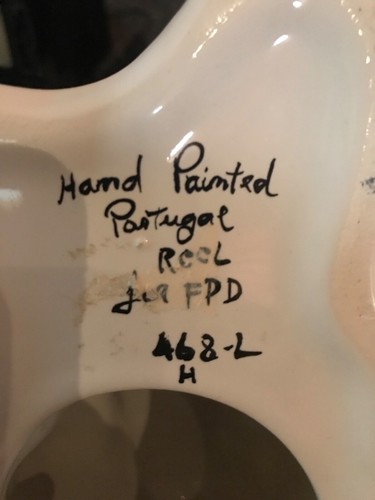 Hand Painted
Portugal
RCCL
for FPD
468-L
H